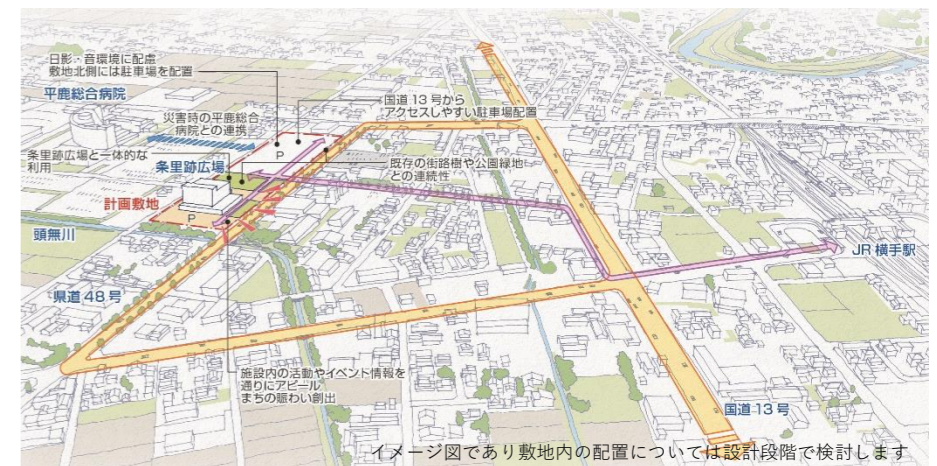 日影・音環境に配慮
敷地北側には駐車場を配置
平鹿総合病院
災害時の平鹿総合
病院との連携
国道13号から
アクセスしやすい駐車場配置
条里跡広場と一体的な
利用
条里跡広場
P
既存の街路樹や公園緑地
との連続性
計画敷地
P
頭無川
JR横手駅
県道48号
施設内の活動やイベント情報を
通りにアピール
まちの賑わい創出
国道13号
イメージ図であり敷地内の配置については設計段階で検討します